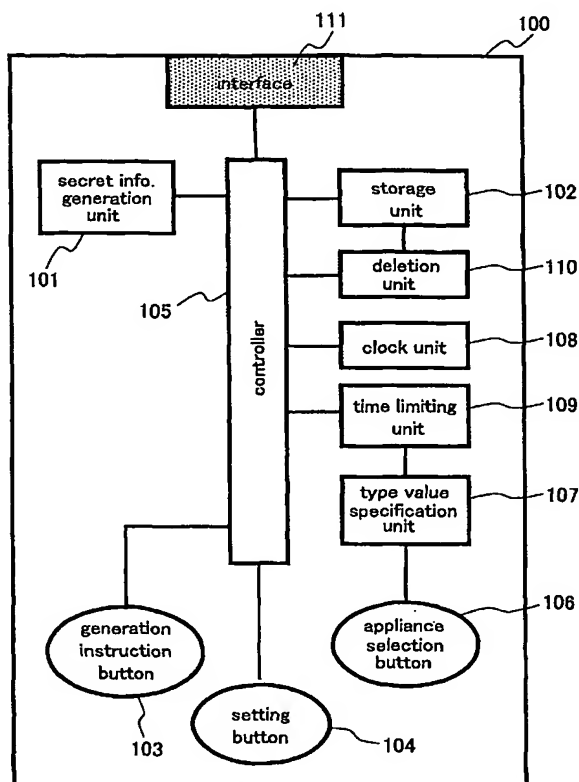 111
100
interface
secret info.
generation
unit
101
storage
unit
102
deletion
unit
110
105
controller
clock unit
108
time limiting
unit
109
type value
specification
unit
107
generation
instruction
button
103
setting
button
104
appliance
selection
button
106